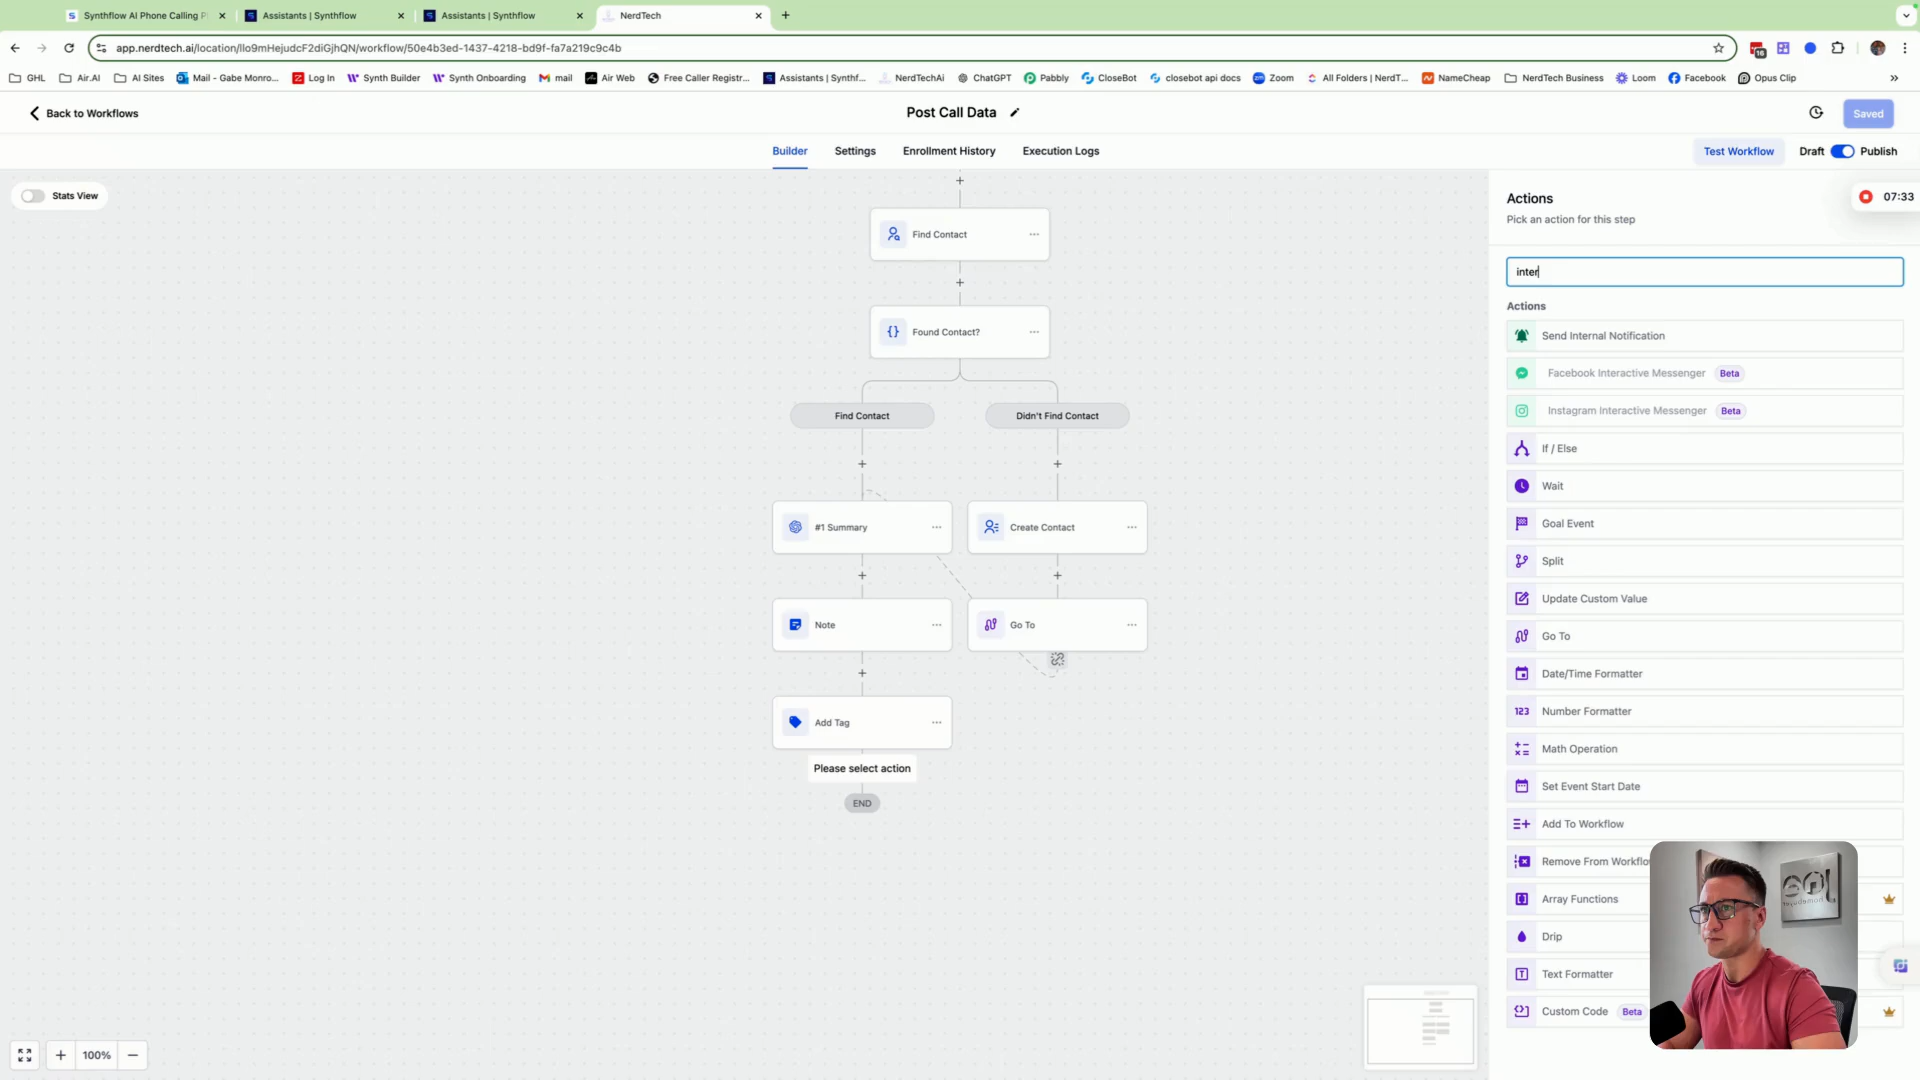 Synthflow AI Phone Calling P
Assistants | Synthflow
Assistants | Synthflow
NerdTech
app.nerdtech.ai/location/llo9mHejudcF2diGjhQN/workflow/50e4b3ed-1437-4218-bd9f-fa7a219c9c4b
16
GHL
Air.AI
AI Sites
Mail - Gabe Monro...
Log In
Synth Builder
Synth Onboarding
mail
Air Web
Free Caller Registr...
Assistants | Synthf...
NerdTechAi
ChatGPT
Pabbly
CloseBot
closebot api docs
Zoom
All Folders | NerdT...
NameCheap
NerdTech Business
Loom
Facebook
Opus Clip
Back to Workflows
Post Call Data
Saved
Builder
Settings
Enrollment History
Execution Logs
Test Workflow
Draft
Publish
Stats View
Find Contact
Found Contact?
Find Contact
Didn't Find Contact
#1 Summary
Create Contact
Note
Go To
Add Tag
Please select action
END
100%
Actions
Pick an action for this step
07:33
inter
Actions
Send Internal Notification
Facebook Interactive Messenger Beta
Instagram Interactive Messenger Beta
If / Else
Wait
Goal Event
Split
Update Custom Value
Go To
Date/Time Formatter
123 Number Formatter
Math Operation
Set Event Start Date
Add To Workflow
Remove From Workflo
Array Functions
Drip
Text Formatter
Custom Code Beta